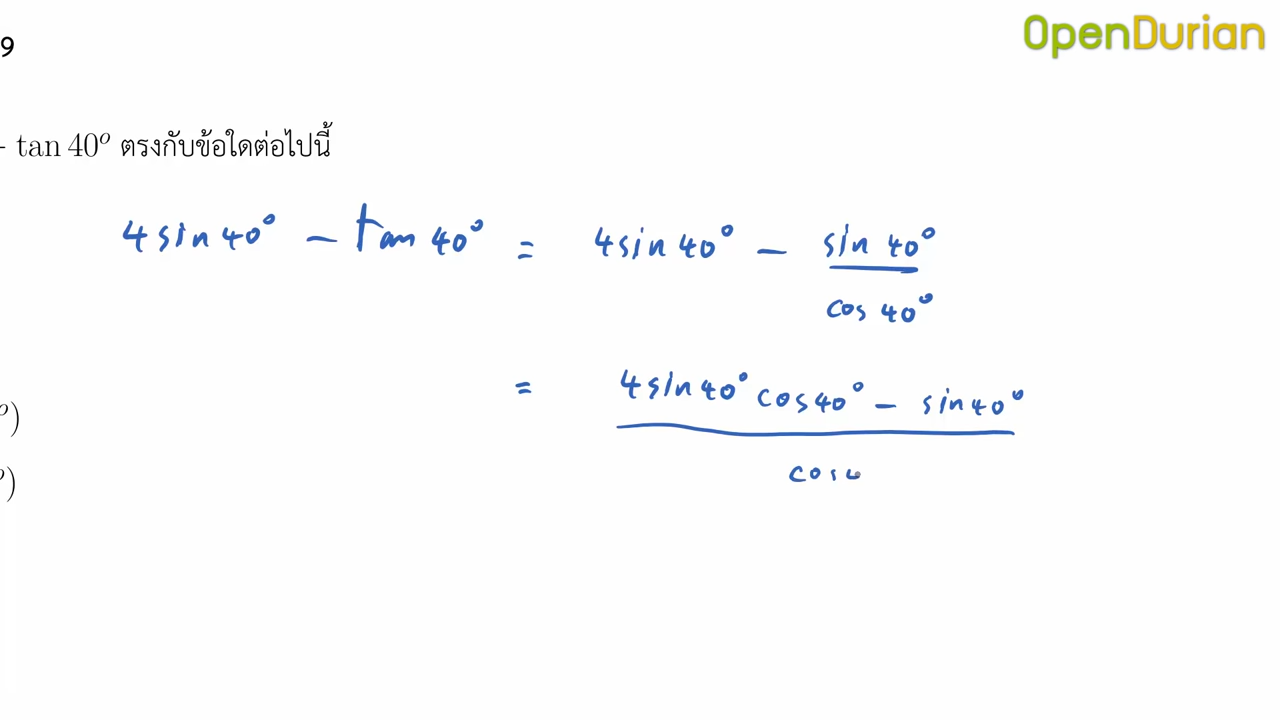 OpenDurian
9
- tan 40° ตรงกับข้อใดต่อไปนี้
4 sin 40° - tan 40° = 4 sin 40° - sin 40°
cos 40°
= 4 sin 40° cos 40° - sin 40°
cos 4
o)
o)